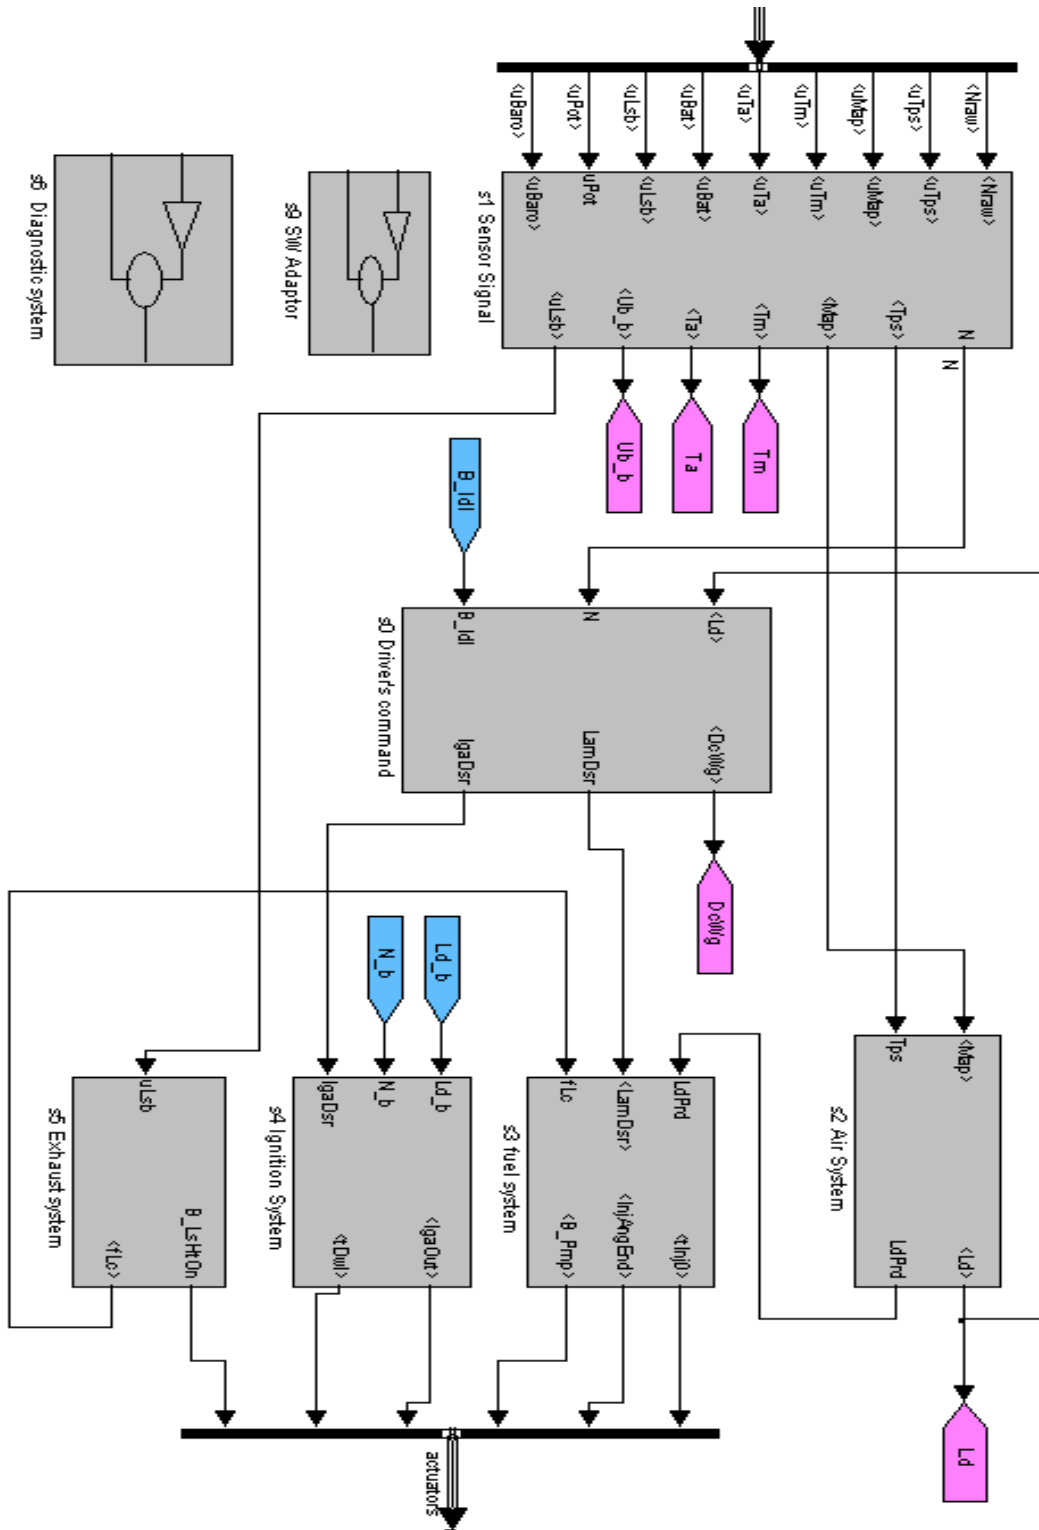 <Nraw>
<uTps>
<uMap>
<uTm>
<uTa>
<uBat>
<uLsb>
<uPot>
<uBaro>
<Nraw>
<uTps>
<uMap>
<uTm>
<uTa>
<uBat>
<uLsb>
uPot
<uBaro>
N
<Tps>
<Map>
<Tm>
<Ta>
<Ub_b>
<uLsb>
s1 Sensor Signal
N
Tm
Ta
Ub_b
s9 SW Adaptor
s6 Diagnostic system
B_Idl
<Ld>
N
B_Idl
<DcWg>
LamDsr
IgaDsr
s0 Driver's command
DcWg
<Map>
Tps
<Ld>
LdPrd
s2 Air System
Ld
LdPrd
<LamDsr>
fLc
<tInj0>
<InjAngEnd>
<B_Pmp>
s3 fuel system
Ld_b
N_b
Ld_b
N_b
IgaDsr
<IgaOut>
<tDwl>
s4 Ignition System
uLsb
B_LsHtOn
<fLc>
s5 Exhaust system
actuators